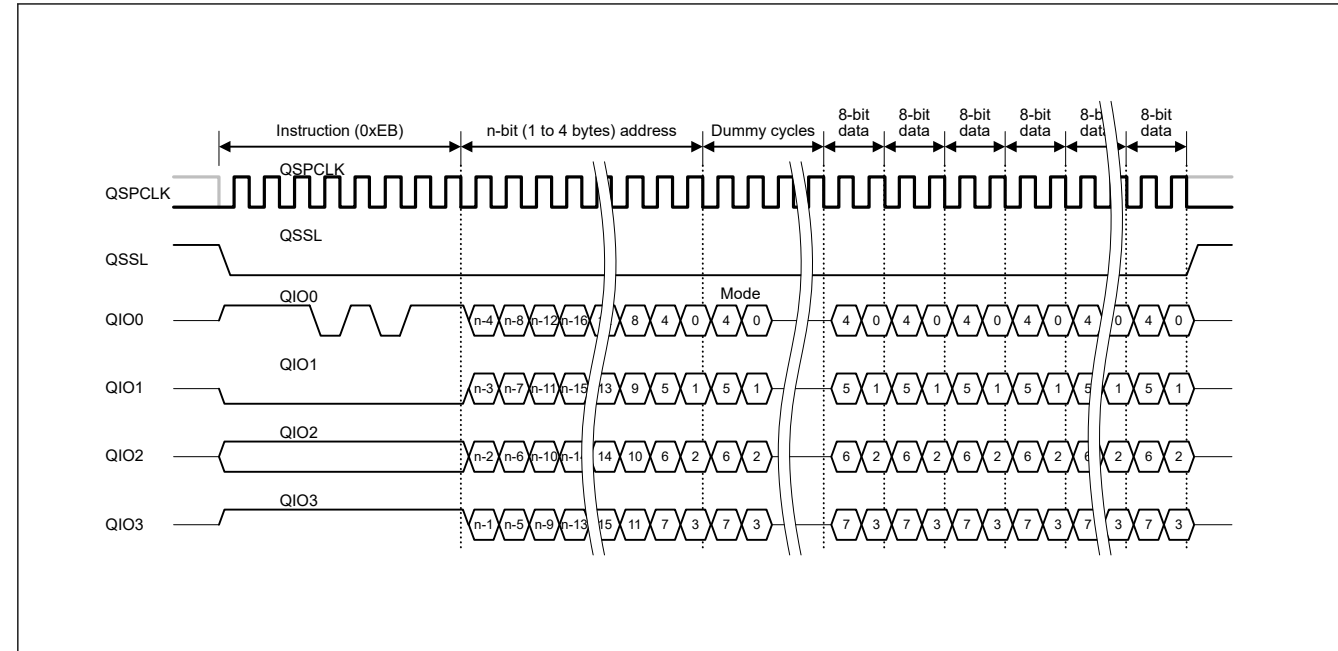 8-bit data 8-bit data 8-bit data 8-bit data 8-bit data
Instruction (0xEB) n-bit (1 to 4 bytes) address Dummy cycles
QSPCLK
QSPCLK
QSSL
QSSL
QIO0
Mode
QIO0 n-4 n-8 n-12 n-16 8 4 0 4 0 4 0 4 0 4 0 4 0 4 0 4 0
QIO1
QIO1 n-3 n-7 n-11 n-15 13 9 5 1 5 1 5 1 5 1 5 1 5 1 5 1 5 1
QIO2
QIO2 n-2 n-6 n-10 14 10 6 2 6 2 6 2 6 2 6 2 6 2 6 2 6 2
QIO3
QIO3 n-1 n-5 n-9 n-13 15 11 7 3 7 3 7 3 7 3 7 3 7 3 7 3 7 3